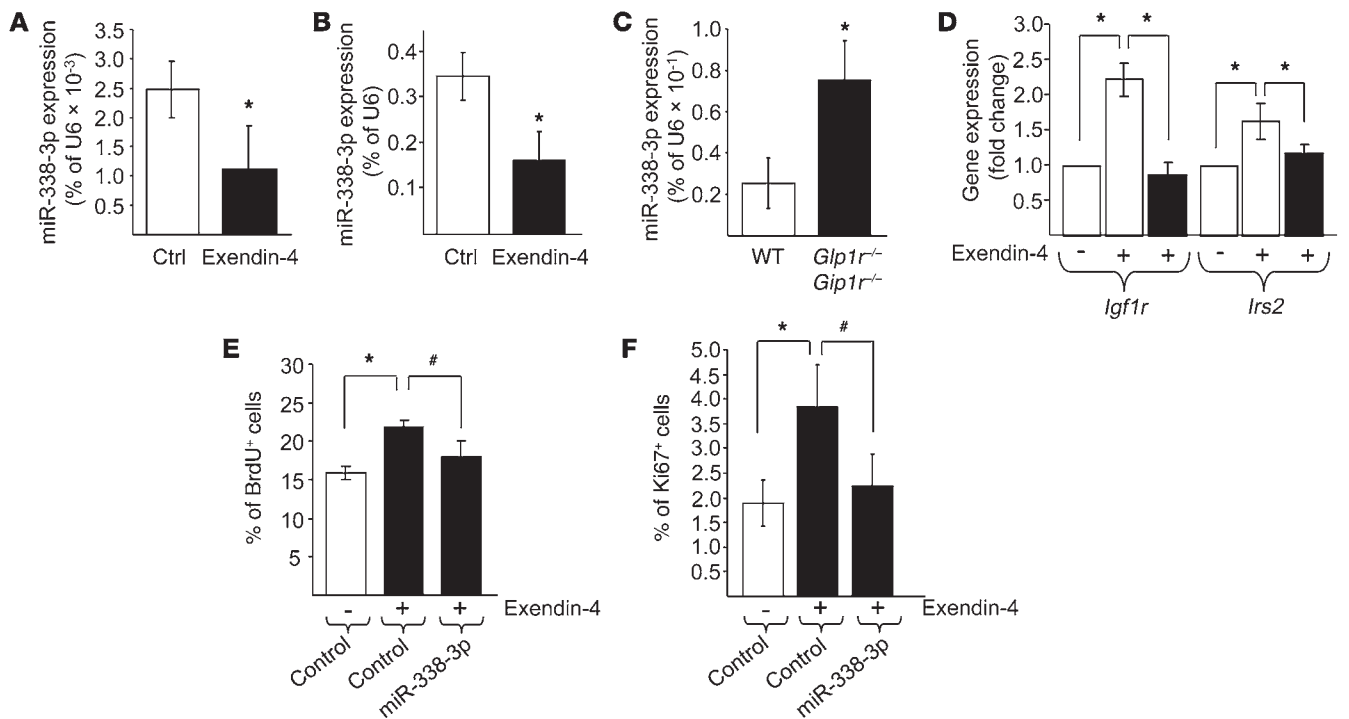 A
miR-338-3p expression
(% of U6 × 10⁻³)
3.5
3.0
2.5
2.0
1.5
1.0
0.5
*
Ctrl Exendin-4
B
miR-338-3p expression
(% of U6)
0.4
0.3
0.2
0.1
*
Ctrl Exendin-4
C
miR-338-3p expression
(% of U6 × 10⁻¹)
1.0
0.8
0.6
0.4
0.2
*
WT Glp1r⁻/⁻
Gip1r⁻/⁻
D
Gene expression
(fold change)
3.0
2.5
2.0
1.5
1.0
0.5
* *
* *
Exendin-4 - + + - + +
Igf1r Irs2
E
% of BrdU⁺ cells
30
25
20
15
10
5
* #
- + + Exendin-4
Control
Control
miR-338-3p
F
% of Ki67⁺ cells
5.0
4.5
4.0
3.5
3.0
2.5
2.0
1.5
1.0
0.5
* #
- + + Exendin-4
Control
Control
miR-338-3p